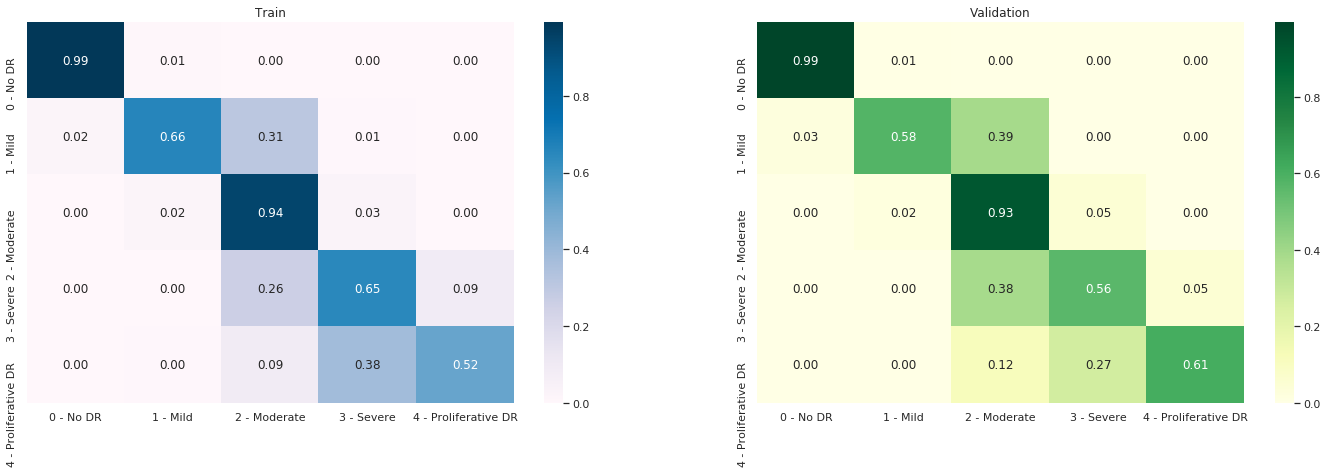 Train
0 - No DR
1 - Mild
2 - Moderate
3 - Severe
4 - Proliferative DR
0.99 0.01 0.00 0.00 0.00
0.02 0.66 0.31 0.01 0.00
0.00 0.02 0.94 0.03 0.00
0.00 0.00 0.26 0.65 0.09
0.00 0.00 0.09 0.38 0.52
0 - No DR 1 - Mild 2 - Moderate 3 - Severe 4 - Proliferative DR
0.8
0.6
0.4
0.2
0.0
Validation
0 - No DR
1 - Mild
2 - Moderate
3 - Severe
4 - Proliferative DR
0.99 0.01 0.00 0.00 0.00
0.03 0.58 0.39 0.00 0.00
0.00 0.02 0.93 0.05 0.00
0.00 0.00 0.38 0.56 0.05
0.00 0.00 0.12 0.27 0.61
0 - No DR 1 - Mild 2 - Moderate 3 - Severe 4 - Proliferative DR
0.8
0.6
0.4
0.2
0.0